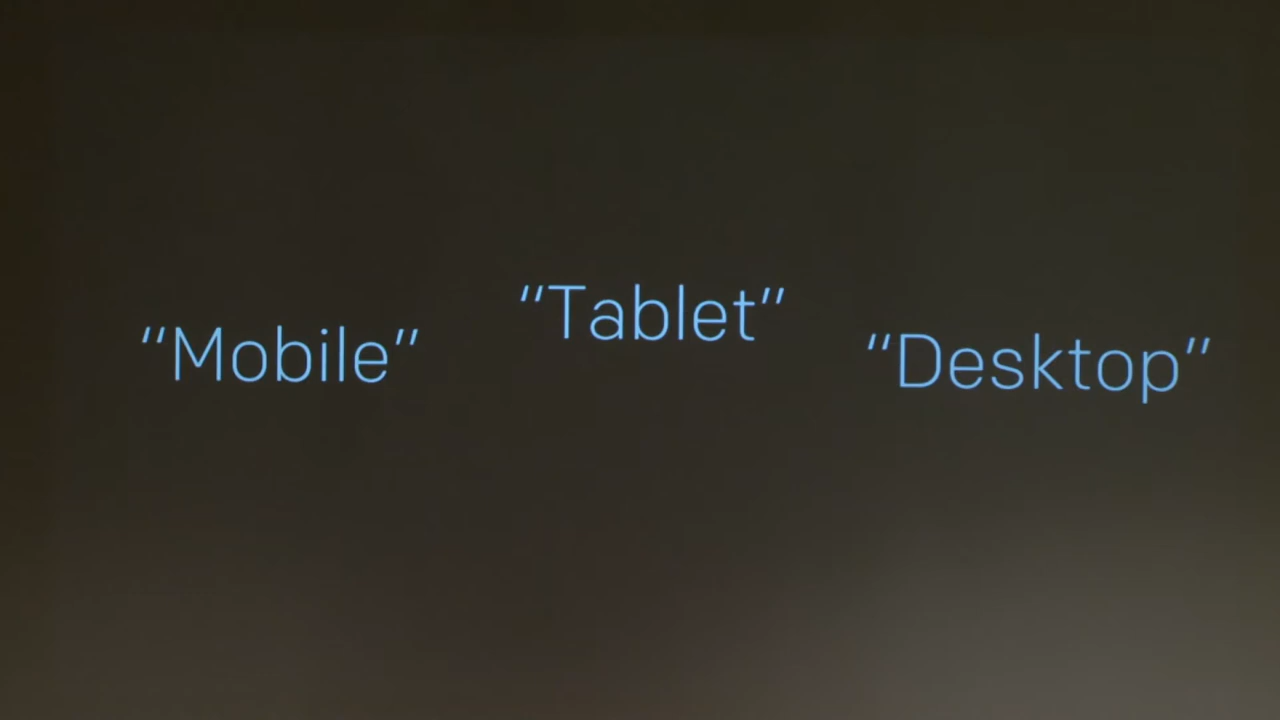 “Mobile”
“Tablet”
“Desktop”